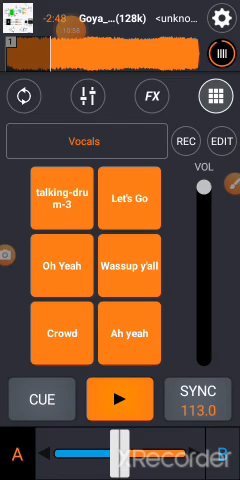 -2:48 Goya_...(128k) <unkno...
10:58
1
FX
Vocals REC EDIT
VOL
talking-dru
m-3
Let's Go
Oh Yeah
Wassup y'all
Crowd
Ah yeah
CUE
SYNC
113.0
A
B
XRecorder